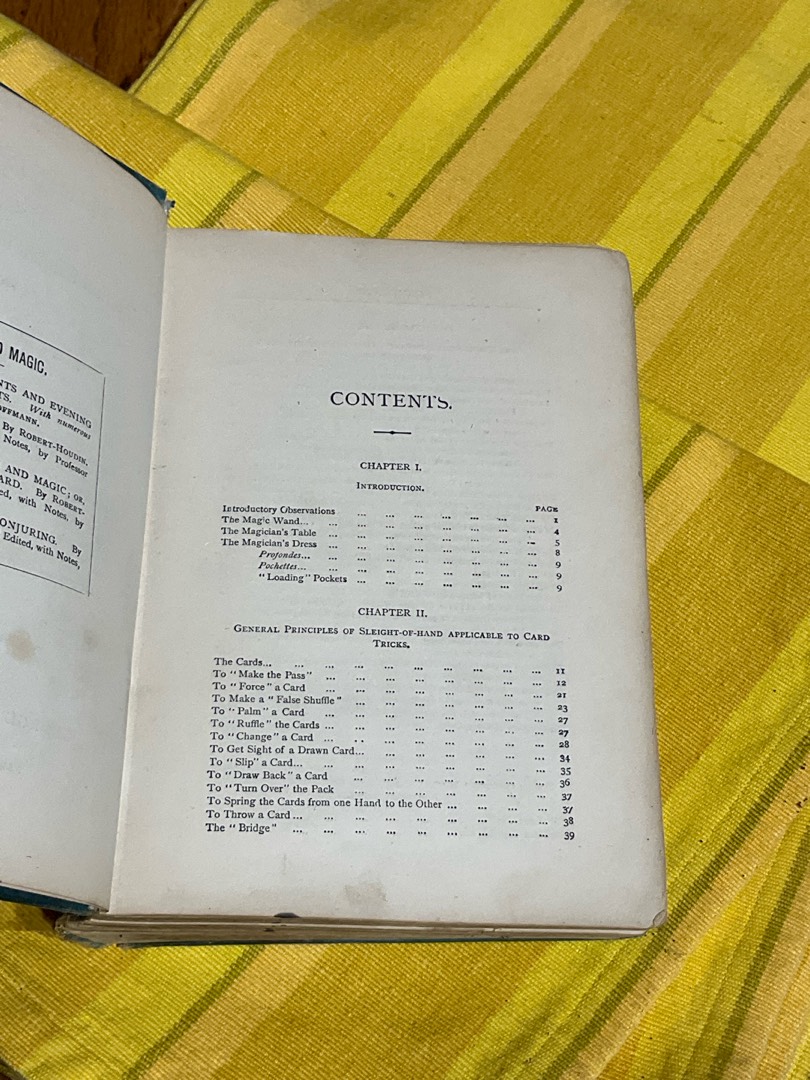 MAGIC.
AND EVENING
With numerous
By ROBERT-HOUDIN.
Notes, by Professor
AND MAGIC; OR,
By ROBERT-
with Notes, by
By
Edited, with Notes,
CONTENTS.
CHAPTER I.
INTRODUCTION.
PAGE
Introductory Observations ... ... ... ... ... ... ... 1
The Magic Wand... ... ... ... ... ... ... ... 4
The Magician's Table ... ... ... ... ... ... ... 5
The Magician's Dress ... ... ... ... ... ... ... 8
Profondes... ... ... ... ... ... ... ... 9
Pochettes... ... ... ... ... ... ... ... 9
"Loading" Pockets ... ... ... ... ... ... ... 9
CHAPTER II.
GENERAL PRINCIPLES OF SLEIGHT-OF-HAND APPLICABLE TO CARD
TRICKS.
The Cards... ... ... ... ... ... ... ... ... ... 11
To "Make the Pass" ... ... ... ... ... ... ... ... 12
To "Force" a Card ... ... ... ... ... ... ... ... 21
To Make a "False Shuffle" ... ... ... ... ... ... ... 23
To "Palm" a Card ... ... ... ... ... ... ... ... 27
To "Ruffle" the Cards ... ... ... ... ... ... ... ... 27
To "Change" a Card ... ... ... ... ... ... ... ... 28
To Get Sight of a Drawn Card... ... ... ... ... ... ... 34
To "Slip" a Card... ... ... ... ... ... ... ... ... 35
To "Draw Back" a Card ... ... ... ... ... ... ... 36
To "Turn Over" the Pack ... ... ... ... ... ... ... 37
To Spring the Cards from one Hand to the Other ... ... ... ... 37
To Throw a Card ... ... ... ... ... ... ... ... ... 38
The "Bridge" ... ... ... ... ... ... ... ... ... 39